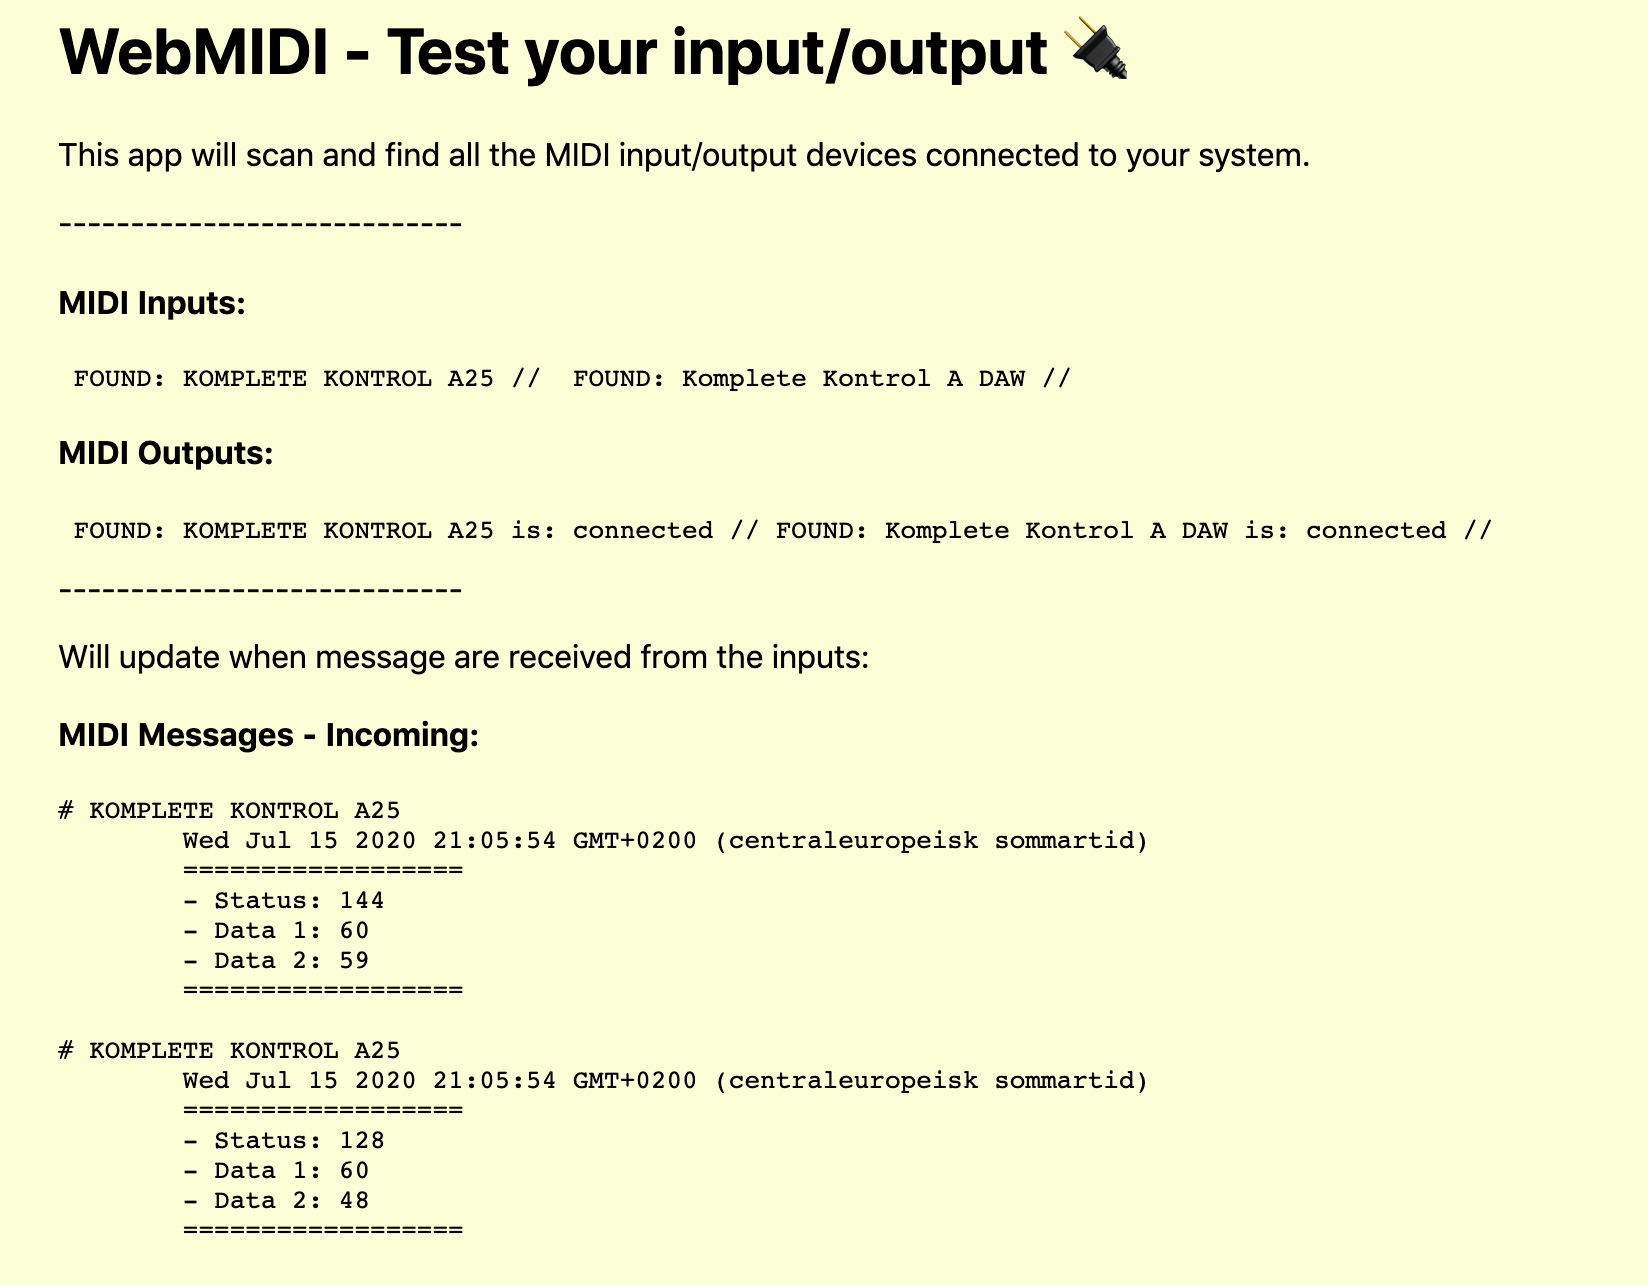 WebMIDI - Test your input/output 🔌
This app will scan and find all the MIDI input/output devices connected to your system.
----------------------------
MIDI Inputs:
FOUND: KOMPLETE KONTROL A25 //  FOUND: Komplete Kontrol A DAW //
MIDI Outputs:
FOUND: KOMPLETE KONTROL A25 is: connected // FOUND: Komplete Kontrol A DAW is: connected //
----------------------------
Will update when message are received from the inputs:
MIDI Messages - Incoming:
# KOMPLETE KONTROL A25
Wed Jul 15 2020 21:05:54 GMT+0200 (centraleuropeisk sommartid)
==================
- Status: 144
- Data 1: 60
- Data 2: 59
==================
# KOMPLETE KONTROL A25
Wed Jul 15 2020 21:05:54 GMT+0200 (centraleuropeisk sommartid)
==================
- Status: 128
- Data 1: 60
- Data 2: 48
==================